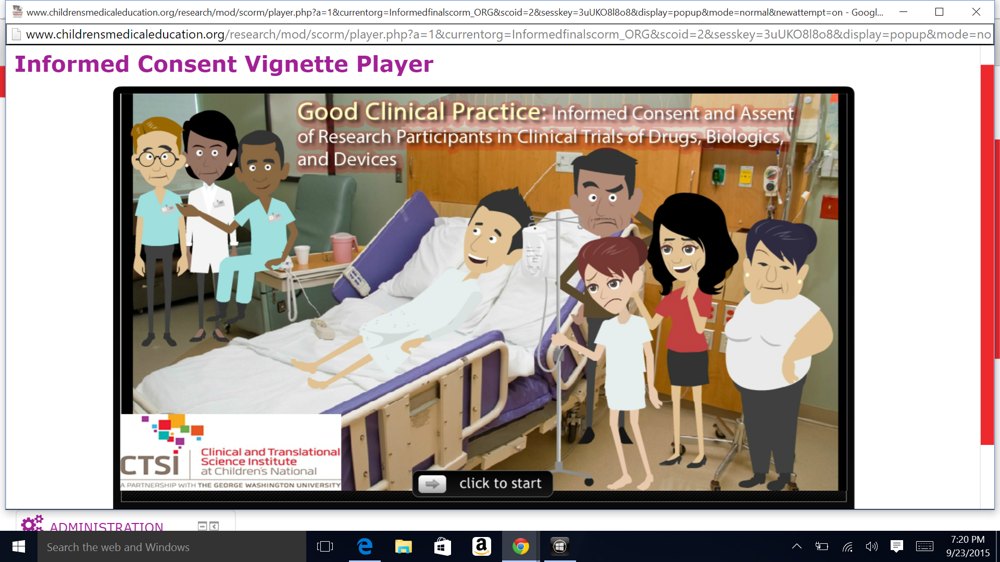 www.childrensmedicaleducation.org/research/mod/scorm/player.php?a=1&currentorg=Informedfinalscorm_ORG&scoid=2&sesskey=3uUKO8l8o8&display=popup&mode=normal&newattempt=on - Googl...
www.childrensmedicaleducation.org/research/mod/scorm/player.php?a=1&currentorg=Informedfinalscorm_ORG&scoid=2&sesskey=3uUKO8l8o8&display=popup&mode=no
Informed Consent Vignette Player
Good Clinical Practice: Informed Consent and Assent
of Research Participants in Clinical Trials of Drugs, Biologics,
and Devices
CTSi
Clinical and Translational
Science Institute
at Children's National
A PARTNERSHIP WITH THE GEORGE WASHINGTON UNIVERSITY
click to start
ADMINISTRATION
Search the web and Windows
7:20 PM
9/23/2015